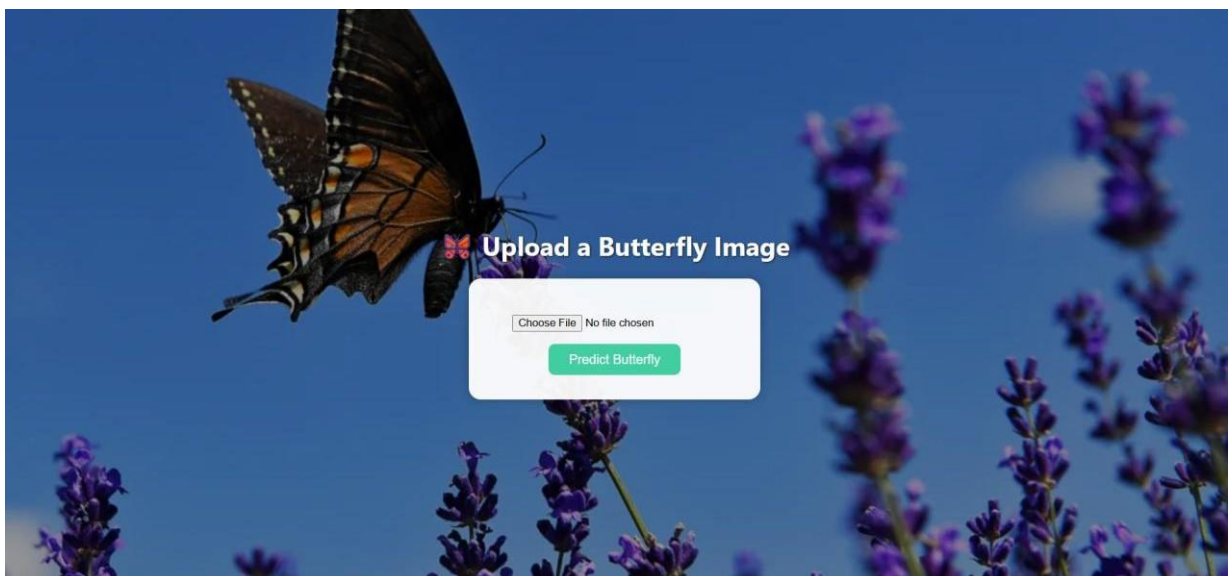 Upload a Butterfly Image
Choose File No file chosen
Predict Butterfly